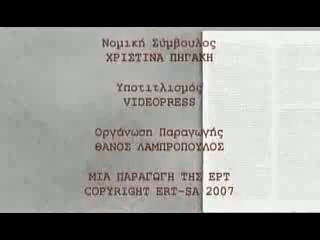 Νομική Σύμβουλος
ΧΡΙΣΤΙΝΑ ΠΗΓΑΚΗ
Υποτιτλισμός
VIDEOPRESS
Οργάνωση Παραγωγής
ΘΑΝΟΣ ΛΑΜΠΡΟΠΟΥΛΟΣ
ΜΙΑ ΠΑΡΑΓΩΓΗ ΤΗΣ ΕΡΤ
COPYRIGHT ERT-SA 2007